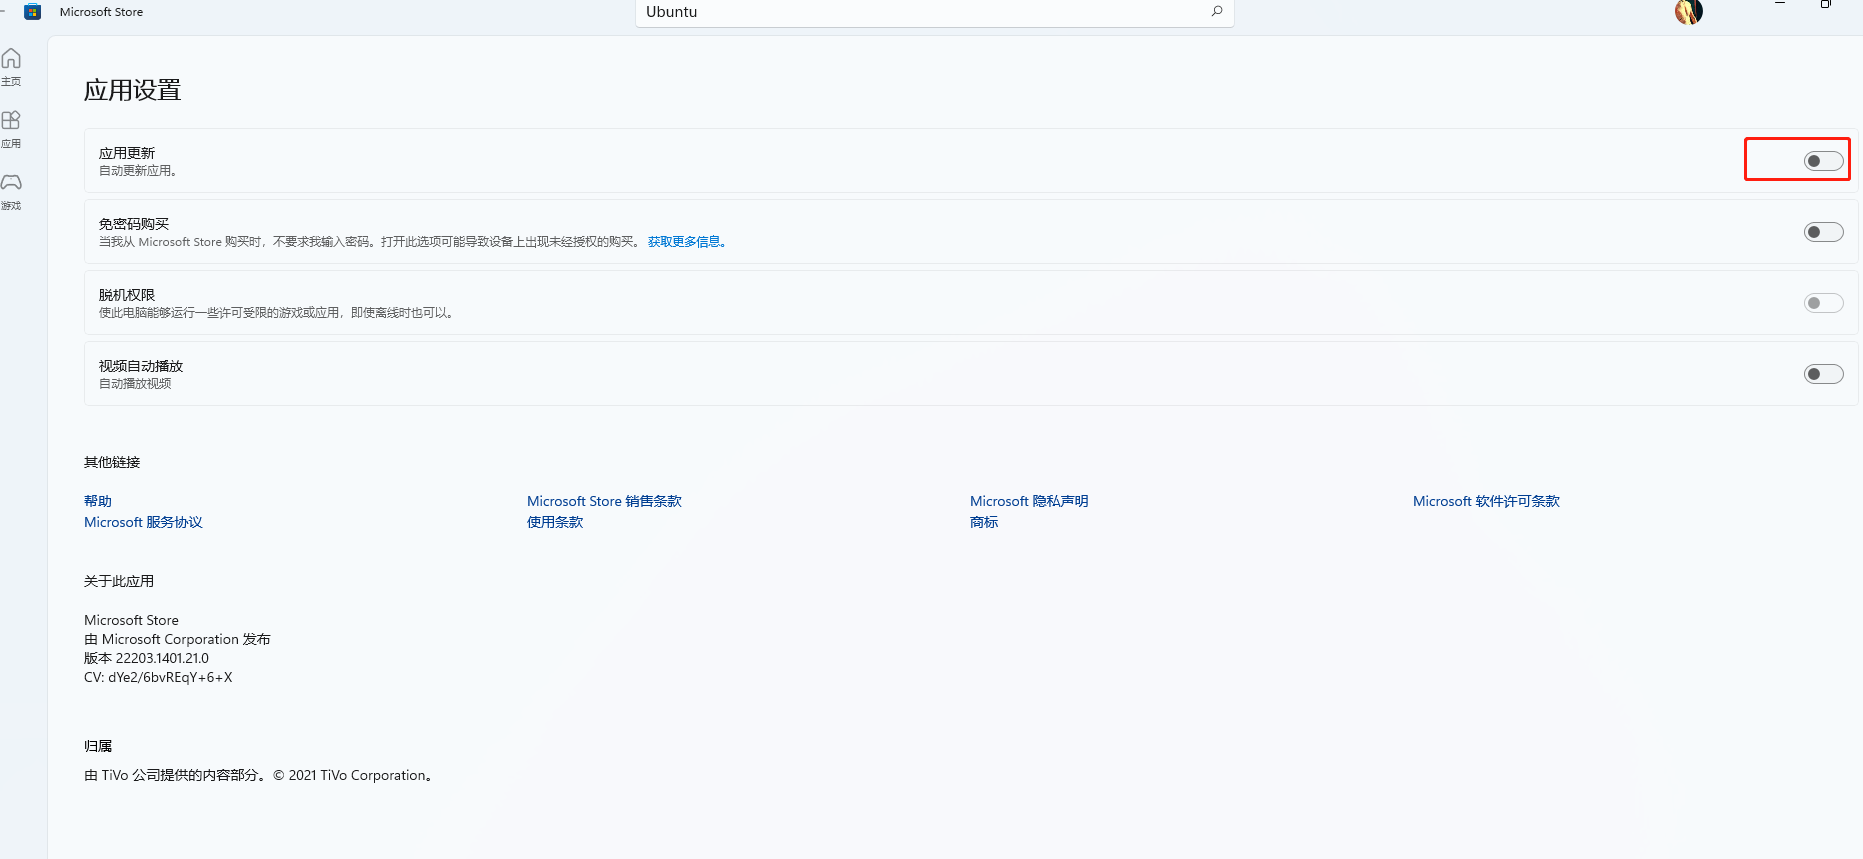 Microsoft Store
Ubuntu
主页
应用
游戏
应用设置
应用更新
自动更新应用。
免密码购买
当我从 Microsoft Store 购买时，不要求我输入密码。打开此选项可能导致设备上出现未经授权的购买。 获取更多信息。
脱机权限
使此电脑能够运行一些许可受限的游戏或应用，即使离线时也可以。
视频自动播放
自动播放视频
其他链接
帮助
Microsoft Store 销售条款
Microsoft 隐私声明
Microsoft 软件许可条款
Microsoft 服务协议
使用条款
商标
关于此应用
Microsoft Store
由 Microsoft Corporation 发布
版本 22203.1401.21.0
CV: dYe2/6bvREqY+6+X
归属
由 TiVo 公司提供的内容部分。© 2021 TiVo Corporation。